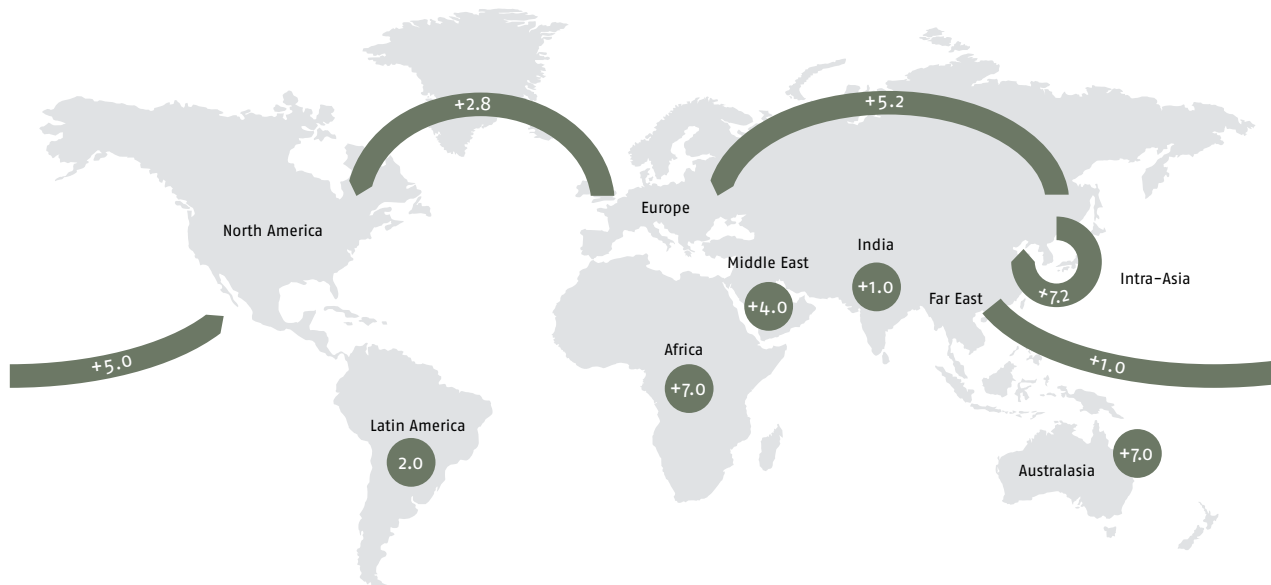 +2.8
+5.2
North America
Europe
India
+1.0
Middle East
+4.0
Far East
+7.2
Intra-Asia
+5.0
+1.0
Africa
+7.0
Latin America
2.0
Australasia
+7.0